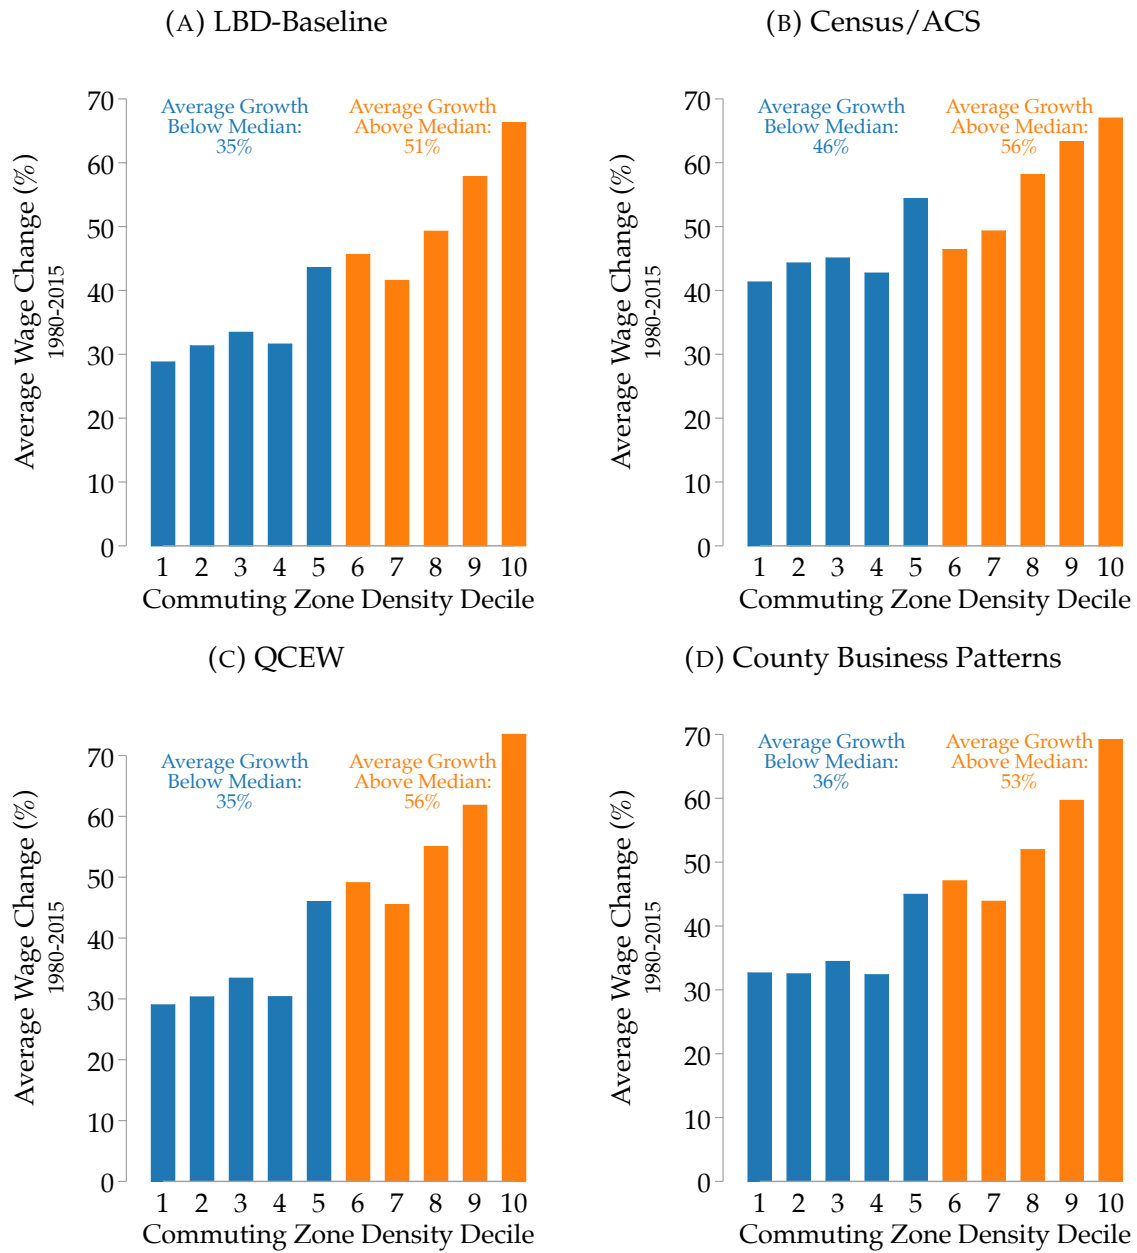 (A) LBD-Baseline
Average Growth
Below Median:
35%
Average Growth
Above Median:
51%
70
60
50
40
30
20
10
0
Average Wage Change (%)
1980-2015
1 2 3 4 5 6 7 8 9 10
Commuting Zone Density Decile
(B) Census/ACS
Average Growth
Below Median:
46%
Average Growth
Above Median:
56%
70
60
50
40
30
20
10
0
Average Wage Change (%)
1980-2015
1 2 3 4 5 6 7 8 9 10
Commuting Zone Density Decile
(C) QCEW
Average Growth
Below Median:
35%
Average Growth
Above Median:
56%
70
60
50
40
30
20
10
0
Average Wage Change (%)
1980-2015
1 2 3 4 5 6 7 8 9 10
Commuting Zone Density Decile
(D) County Business Patterns
Average Growth
Below Median:
36%
Average Growth
Above Median:
53%
70
60
50
40
30
20
10
0
Average Wage Change (%)
1980-2015
1 2 3 4 5 6 7 8 9 10
Commuting Zone Density Decile